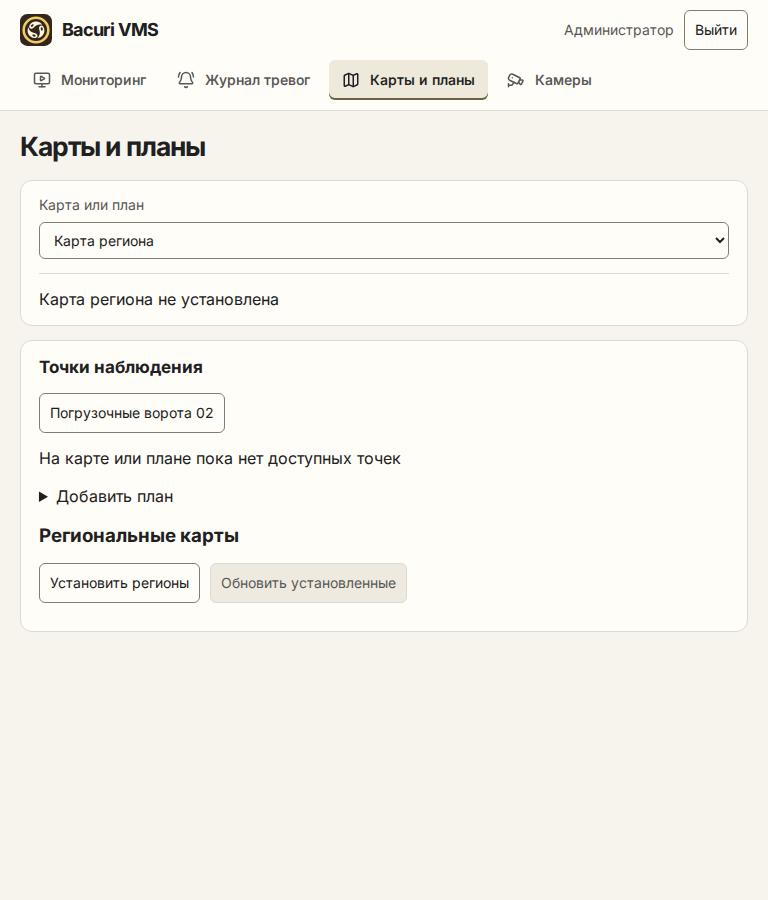 Bacuri VMS
Администратор
Выйти
Мониторинг
Журнал тревог
Карты и планы
Камеры
Карты и планы
Карта или план
Карта региона
Карта региона не установлена
Точки наблюдения
Погрузочные ворота 02
На карте или плане пока нет доступных точек
Добавить план
Региональные карты
Установить регионы
Обновить установленные